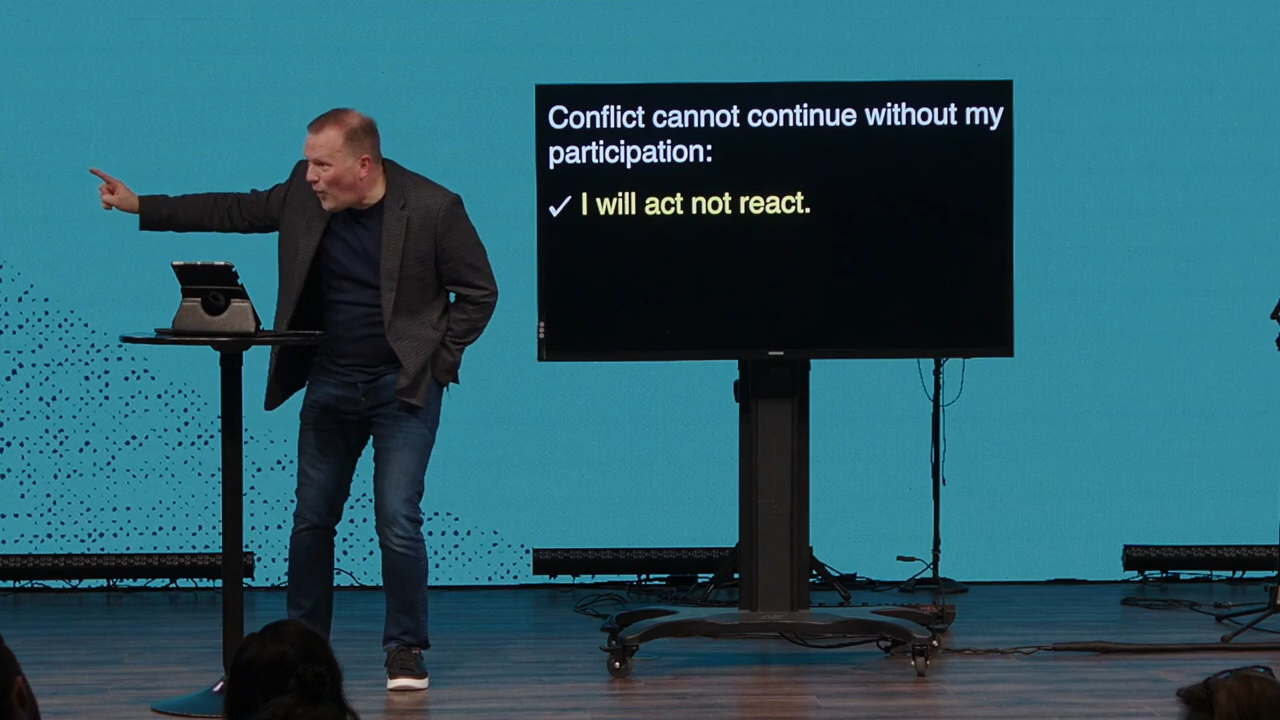 Conflict cannot continue without my
participation:
✓ I will act not react.